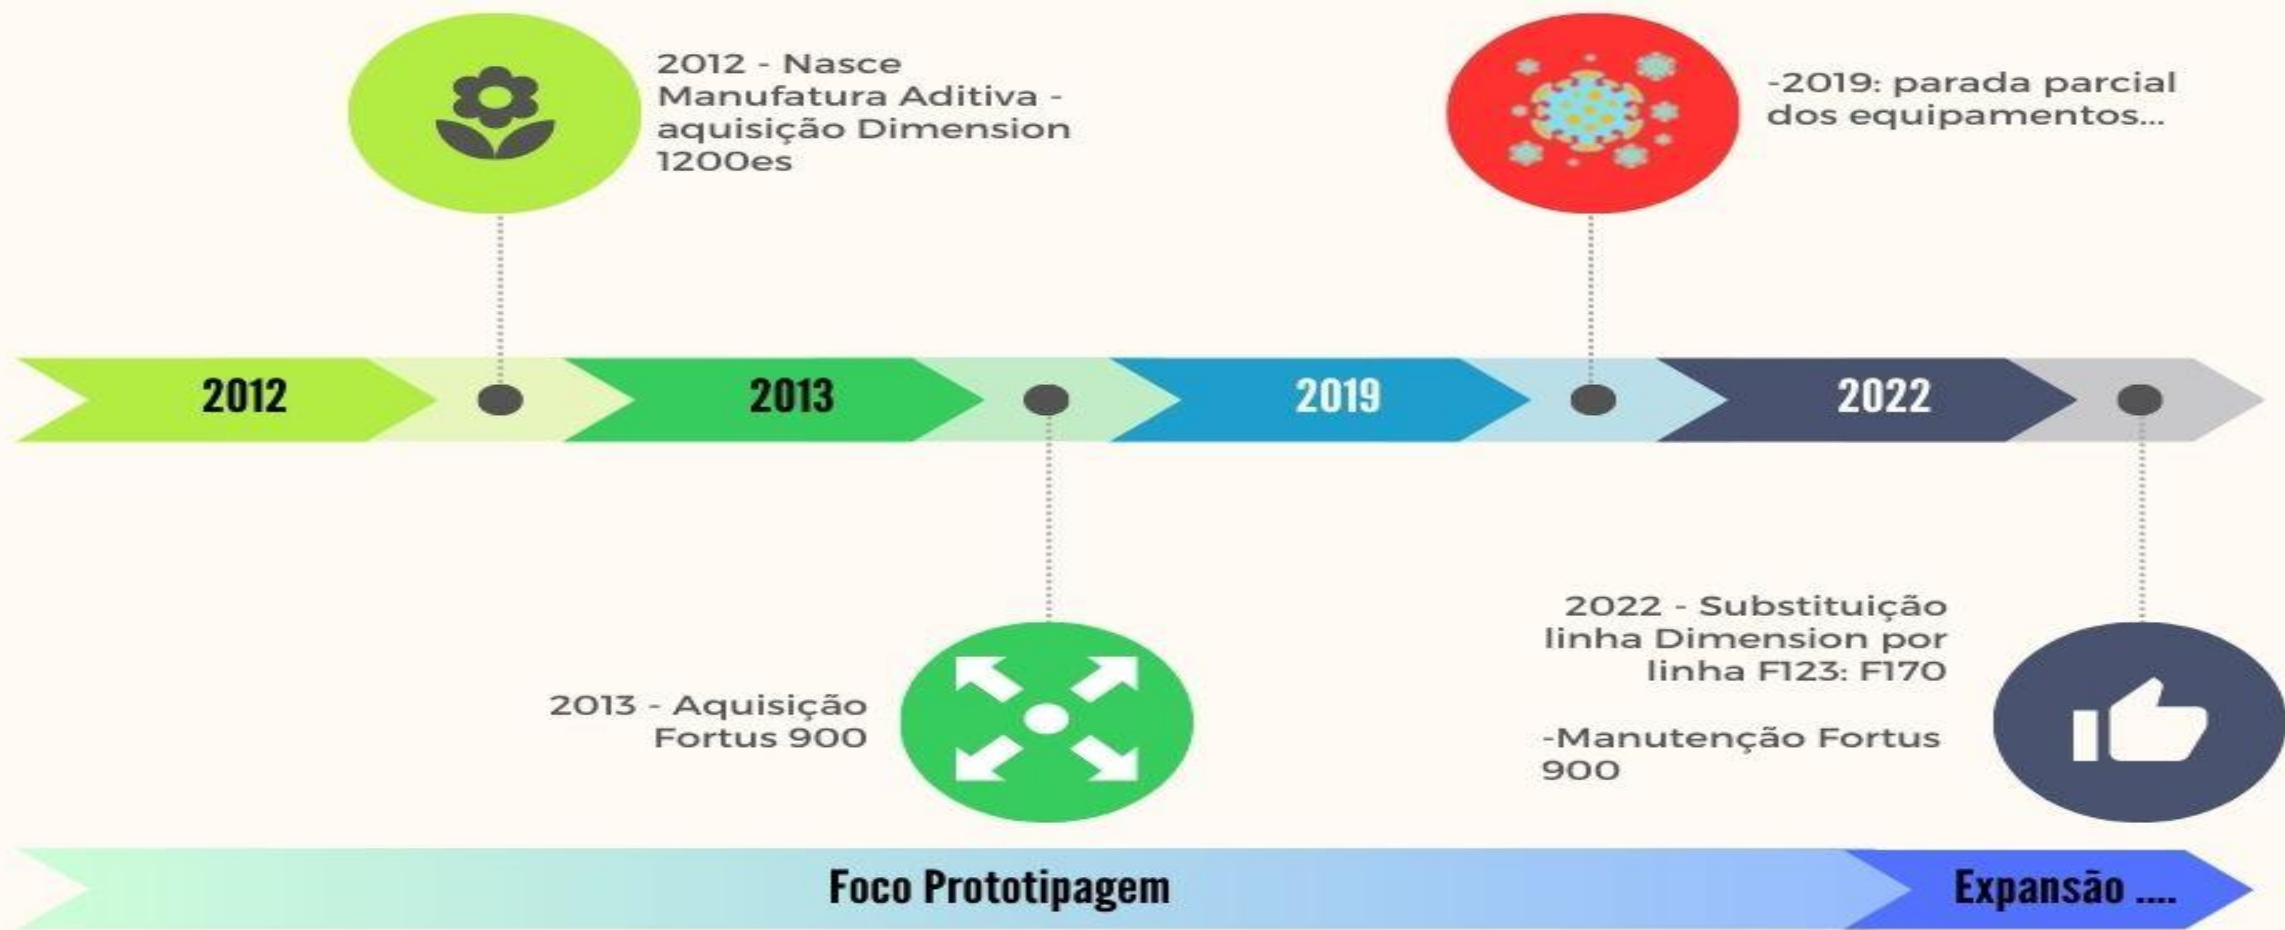 2012 - Nasce
Manufatura Aditiva -
aquisição Dimension
1200es
-2019: parada parcial
dos equipamentos...
2012
2013
2019
2022
2013 - Aquisição
Fortus 900
2022 - Substituição
linha Dimension por
linha F123: F170
-Manutenção Fortus
900
Foco Prototipagem
Expansão ....